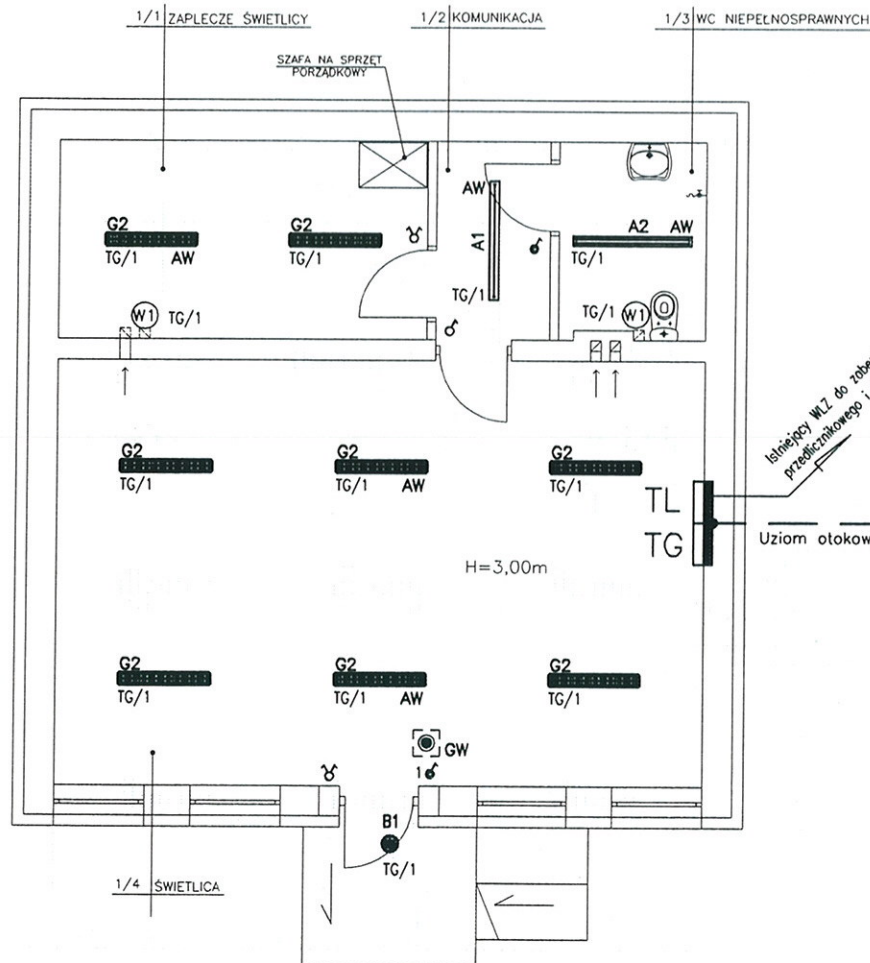 1/1 ZAPLECZE ŚWIETLICY
1/2 KOMUNIKACJA
1/3 WC NIEPEŁNOSPRAWNYCH
SZAFA NA SPRZĘT
PORZĄDKOWY
G2
TG/1 AW
G2
TG/1
AW
A1
TG/1
A2 AW
TG/1
W1 TG/1
TG/1 W1
G2
TG/1
G2
TG/1 AW
G2
TG/1
Istniejący WLZ do zabe
przedlicznikowego i
TL
TG
Uziom otokow
H=3,00m
G2
TG/1
G2
TG/1 AW
G2
TG/1
GW
1
B1
TG/1
1/4 ŚWIETLICA